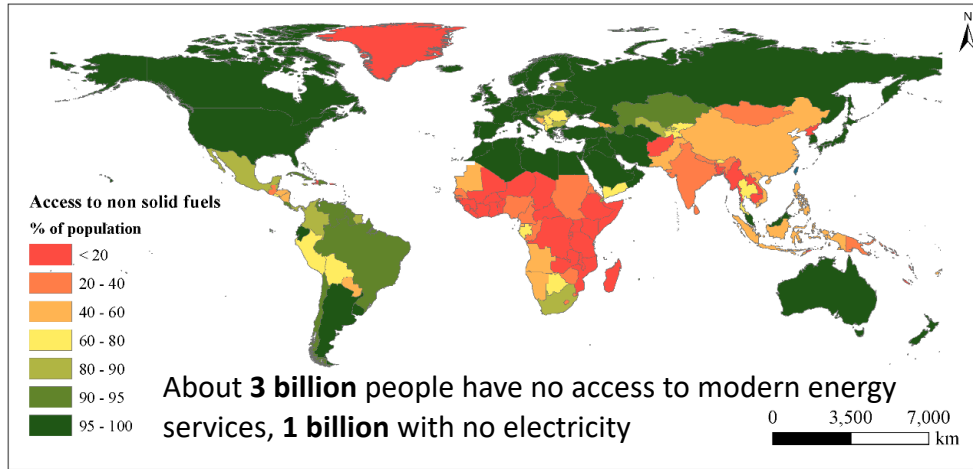 N
Access to non solid fuels
% of population
< 20
20 - 40
40 - 60
60 - 80
80 - 90
90 - 95
95 - 100
About 3 billion people have no access to modern energy
services, 1 billion with no electricity
0 3,500 7,000
km